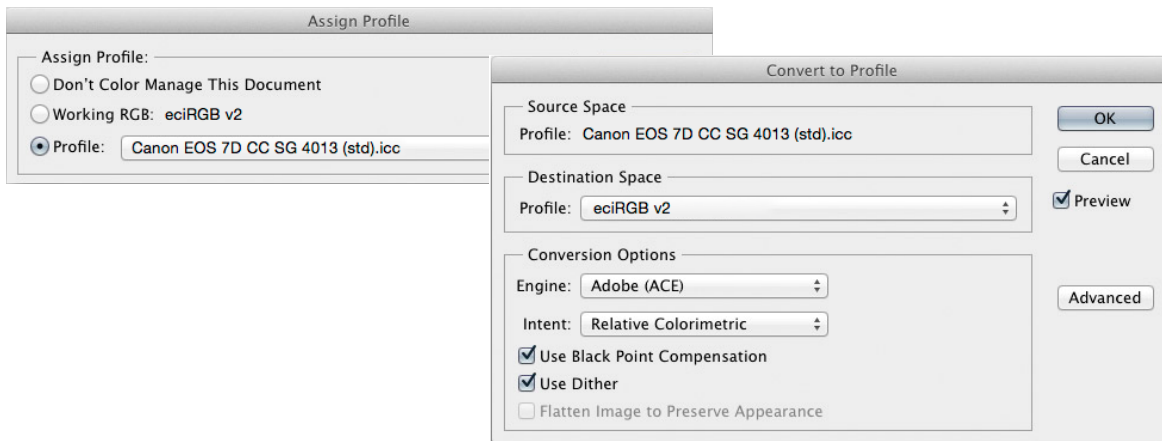 Assign Profile
Assign Profile:
Don't Color Manage This Document
Working RGB: eciRGB v2
Profile: Canon EOS 7D CC SG 4013 (std).icc
Convert to Profile
Source Space
Profile: Canon EOS 7D CC SG 4013 (std).icc
Destination Space
Profile: eciRGB v2
Conversion Options
Engine: Adobe (ACE)
Intent: Relative Colorimetric
Use Black Point Compensation
Use Dither
Flatten Image to Preserve Appearance
OK
Cancel
Preview
Advanced